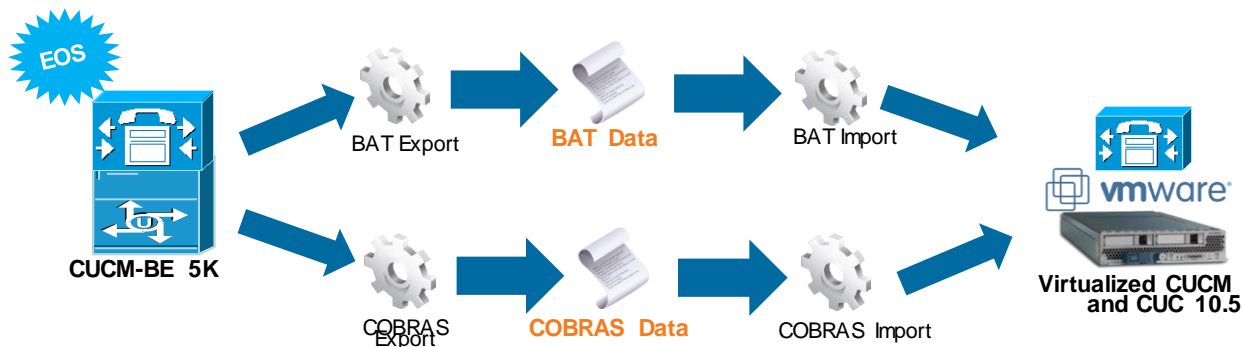 EOS
BAT Export
BAT Data
BAT Import
vmware
CUCM-BE 5K
U
COBRAS
Export
COBRAS Data
COBRAS Import
Virtualized CUCM
and CUC 10.5